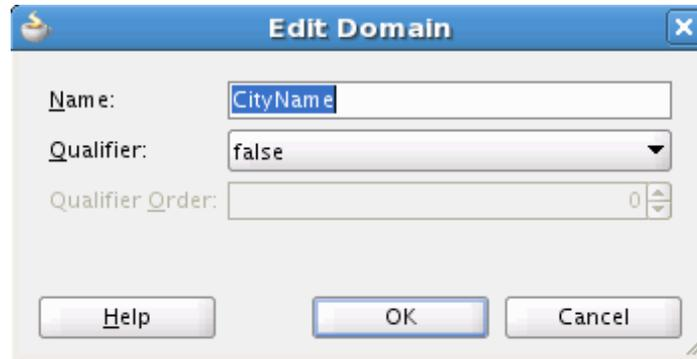 Edit Domain
Name: CityName
Qualifier: false
Qualifier Order: 0
Help OK Cancel